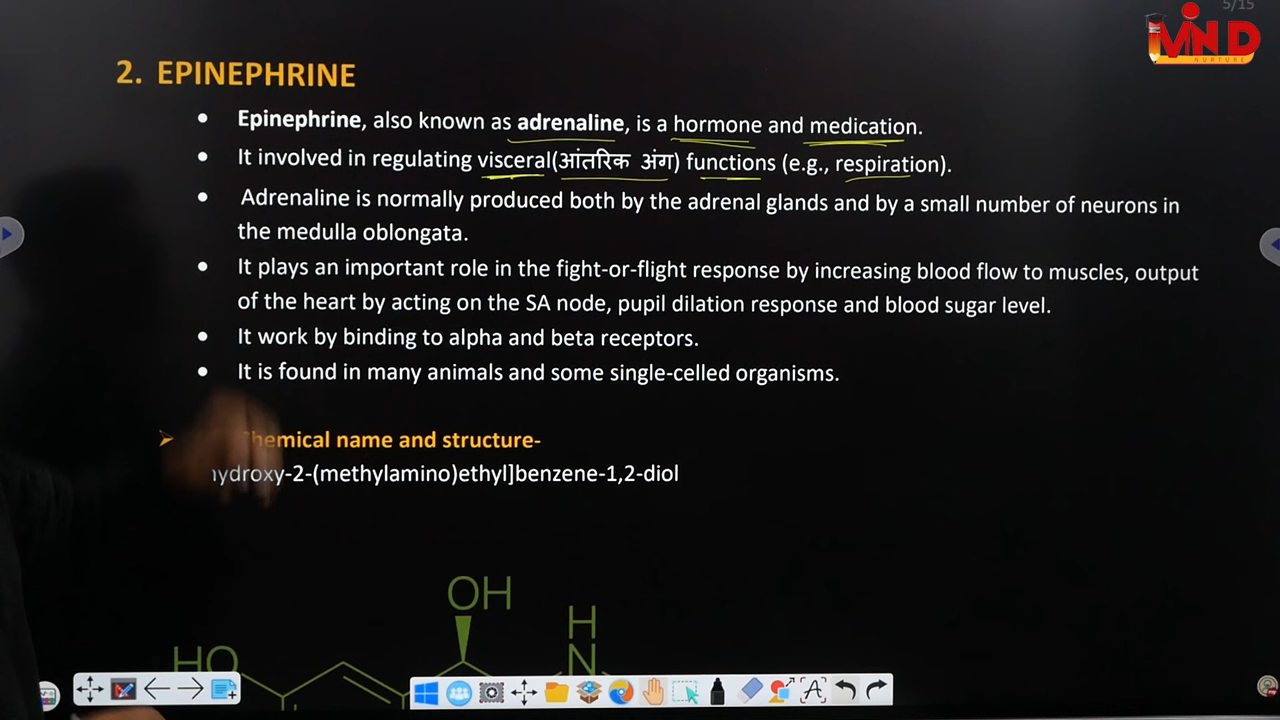 5/15
MIND
NURTURE
2. EPINEPHRINE
Epinephrine, also known as adrenaline, is a hormone and medication.
It involved in regulating visceral(आंतरिक अंग) functions (e.g., respiration).
Adrenaline is normally produced both by the adrenal glands and by a small number of neurons in
the medulla oblongata.
It plays an important role in the fight-or-flight response by increasing blood flow to muscles, output
of the heart by acting on the SA node, pupil dilation response and blood sugar level.
It work by binding to alpha and beta receptors.
It is found in many animals and some single-celled organisms.
Chemical name and structure-
hydroxy-2-(methylamino)ethyl]benzene-1,2-diol
OH
H
N
HO